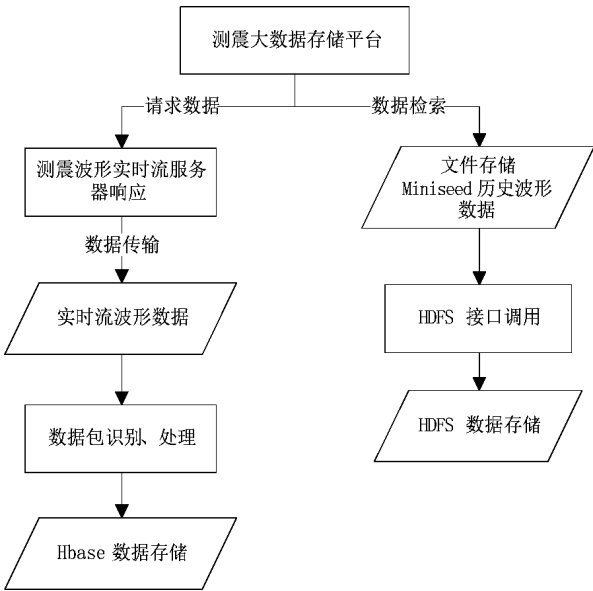 测震大数据存储平台
请求数据
数据检索
测震波形实时流服务
器响应
数据传输
实时流波形数据
数据包识别、处理
Hbase 数据存储
文件存储
Miniseed 历史波形
数据
HDFS 接口调用
HDFS 数据存储